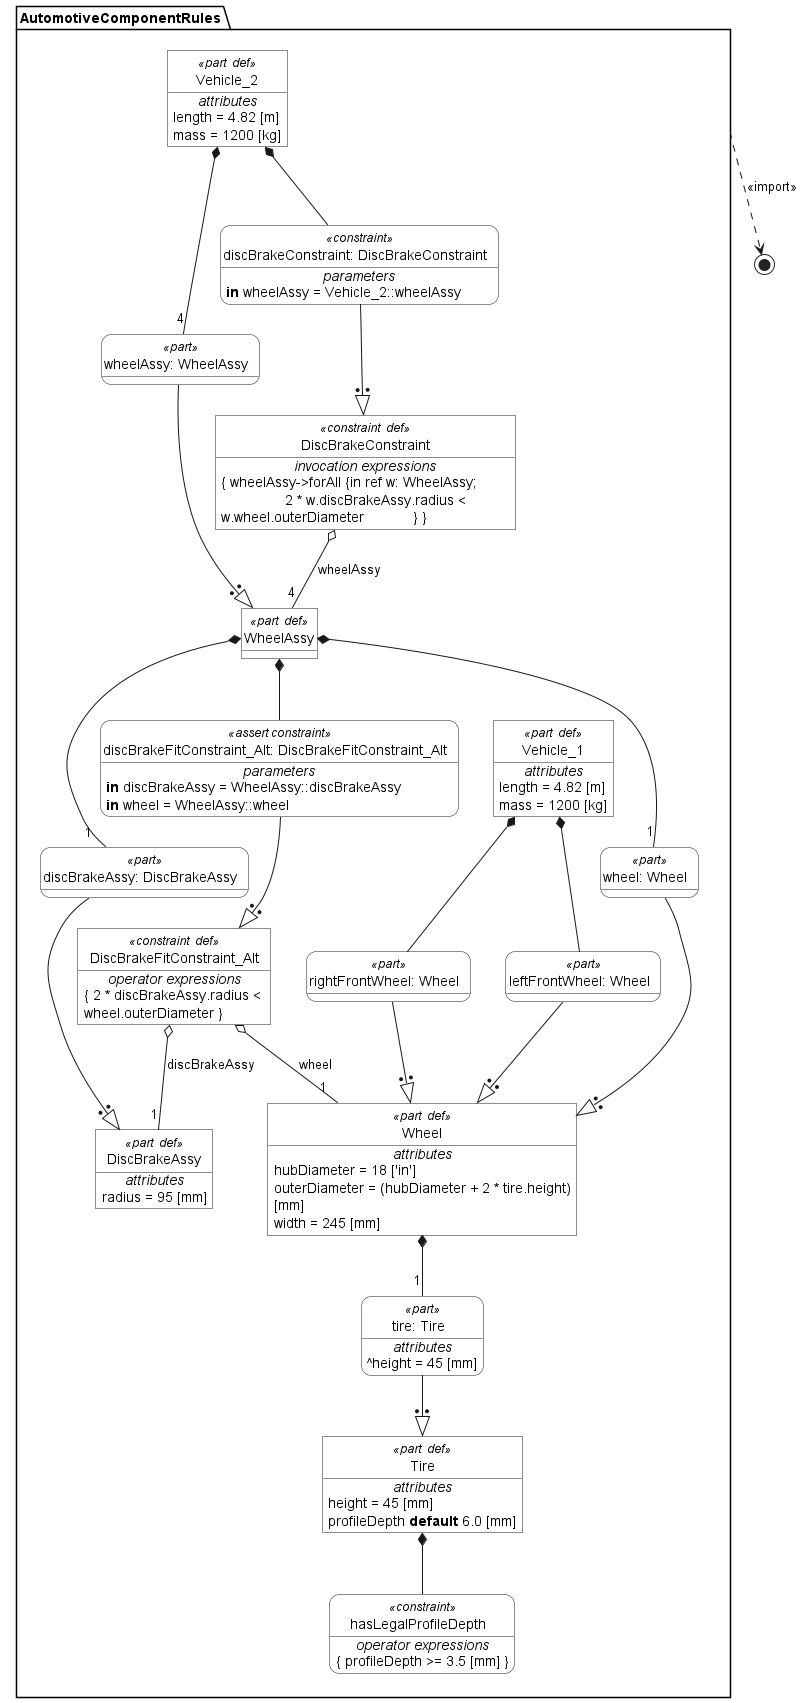 AutomotiveComponentRules
«part def»
Vehicle_2
attributes
length = 4.82 [m]
mass = 1200 [kg]
«import»
«constraint»
discBrakeConstraint: DiscBrakeConstraint
parameters
in wheelAssy = Vehicle_2::wheelAssy
4
«part»
wheelAssy: WheelAssy
«constraint def»
DiscBrakeConstraint
invocation expressions
{ wheelAssy->forAll {in ref w: WheelAssy;
2 * w.discBrakeAssy.radius <
w.wheel.outerDiameter } }
wheelAssy
4
«part def»
WheelAssy
«assert constraint»
discBrakeFitConstraint_Alt: DiscBrakeFitConstraint_Alt
parameters
in discBrakeAssy = WheelAssy::discBrakeAssy
in wheel = WheelAssy::wheel
«part def»
Vehicle_1
attributes
length = 4.82 [m]
mass = 1200 [kg]
1
1
«part»
discBrakeAssy: DiscBrakeAssy
«part»
wheel: Wheel
«constraint def»
DiscBrakeFitConstraint_Alt
operator expressions
{ 2 * discBrakeAssy.radius <
wheel.outerDiameter }
«part»
rightFrontWheel: Wheel
«part»
leftFrontWheel: Wheel
discBrakeAssy
wheel
1
1
«part def»
DiscBrakeAssy
attributes
radius = 95 [mm]
«part def»
Wheel
attributes
hubDiameter = 18 ['in']
outerDiameter = (hubDiameter + 2 * tire.height)
[mm]
width = 245 [mm]
1
«part»
tire: Tire
attributes
^height = 45 [mm]
«part def»
Tire
attributes
height = 45 [mm]
profileDepth default 6.0 [mm]
«constraint»
hasLegalProfileDepth
operator expressions
{ profileDepth >= 3.5 [mm] }